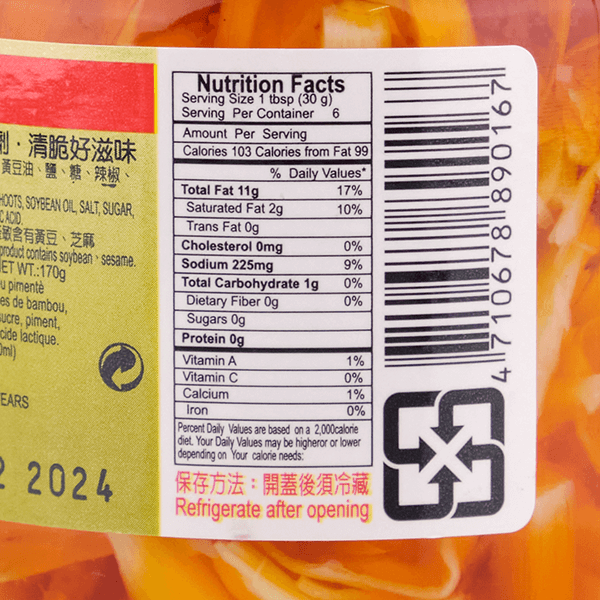 劑·清脆好滋味
黃豆油、鹽、糖、辣椒、
SOYBEAN OIL, SALT, SUGAR,
C ACID.
含有黃豆、芝麻
product contains soybean、sesame.
NET WT.:170g
pimenté
es de bambou,
sucre, piment,
cide lactique.
0ml)
YEARS
2 2024
Nutrition Facts
Serving Size 1 tbsp (30 g)
Serving Per Container 6
Amount Per Serving
Calories 103 Calories from Fat 99
% Daily Values*
Total Fat 11g 17%
Saturated Fat 2g 10%
Trans Fat 0g
Cholesterol 0mg 0%
Sodium 225mg 9%
Total Carbohydrate 1g 0%
Dietary Fiber 0g 0%
Sugars 0g
Protein 0g
Vitamin A 1%
Vitamin C 0%
Calcium 1%
Iron 0%
Percent Daily Values are based on a 2,000calorie
diet. Your Daily Values may be higheror or lower
depending on Your calorie needs:
保存方法：開蓋後須冷藏
Refrigerate after opening
4 710678 890167